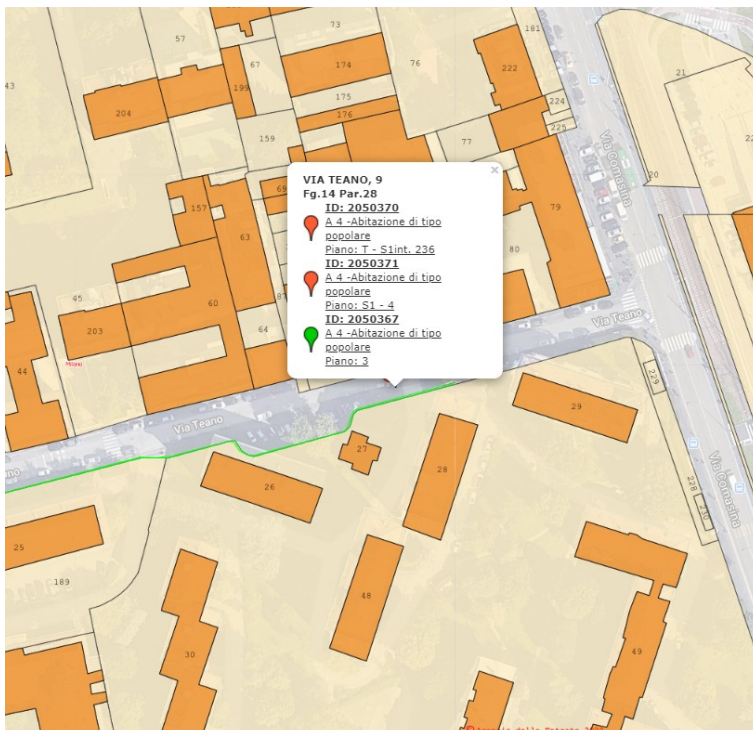 57
73
67
174
76
181
43
222
21
199
224
175
204
176
225
159
77
Via Comasina
20
VIA TEANO, 9
Fg.14 Par.28
ID: 2050370
A 4 -Abitazione di tipo
popolare
Piano: T - S1int. 236
ID: 2050371
A 4 -Abitazione di tipo
popolare
Piano: S1 - 4
ID: 2050367
A 4 -Abitazione di tipo
popolare
Piano: 3
×
157
79
63
80
45
60
203
64
Via Teano
44
Milano
229
29
Via Teano
27
28
26
Via Comasina
228
230
25
189
48
30
49